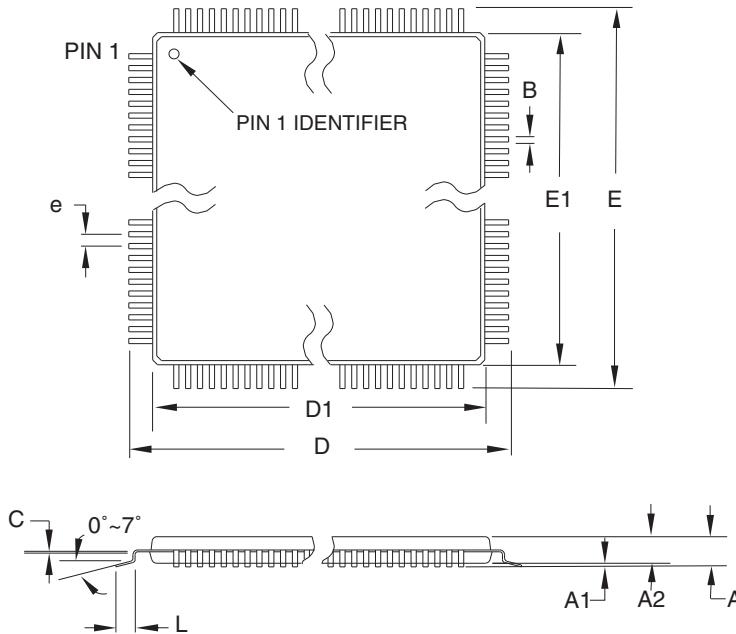 PIN 1
PIN 1 IDENTIFIER
B
e
E1
E
D1
D
C
0°~7°
L
A1
A2
A